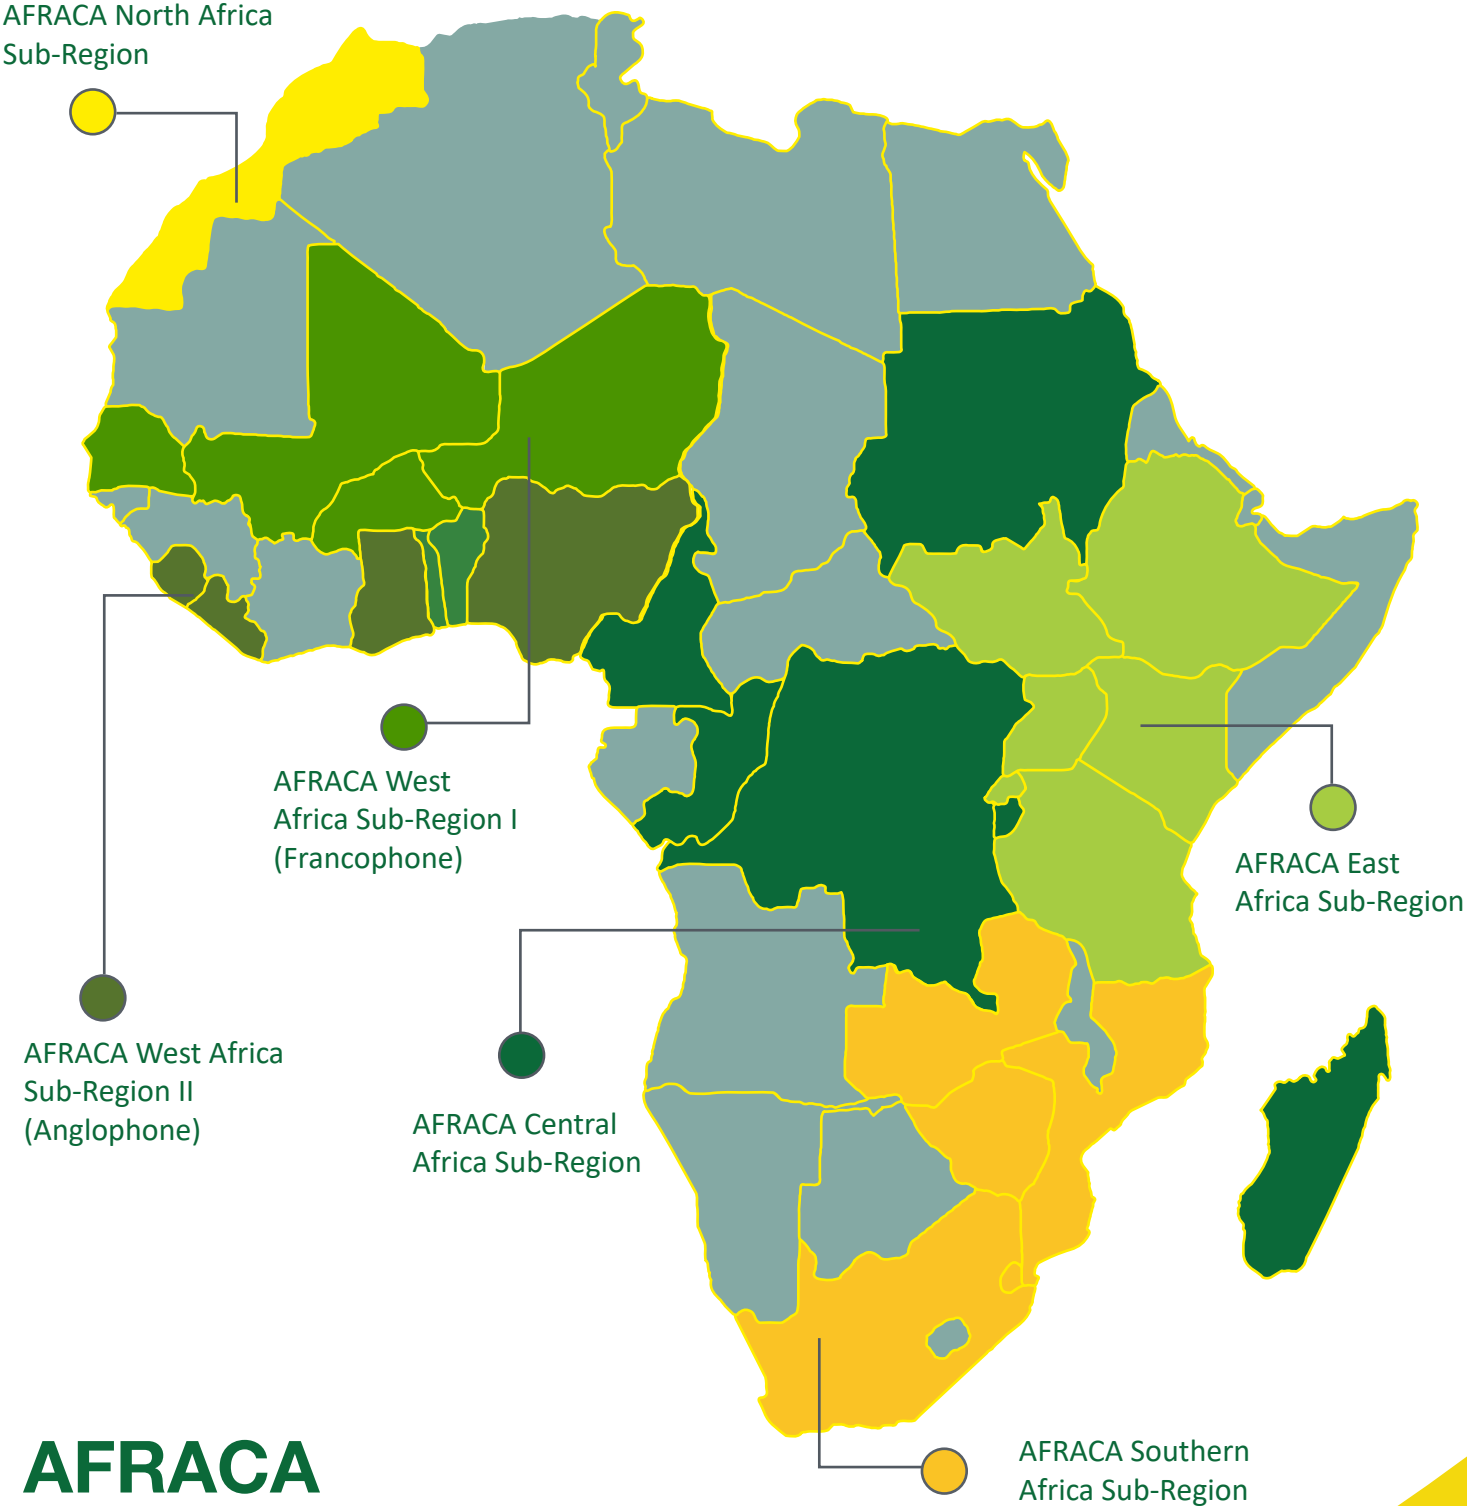 AFRACA North Africa
Sub-Region
AFRACA West
Africa Sub-Region I
(Francophone)
AFRACA East
Africa Sub-Region
AFRACA West Africa
Sub-Region II
(Anglophone)
AFRACA Central
Africa Sub-Region
AFRACA Southern
Africa Sub-Region
AFRACA